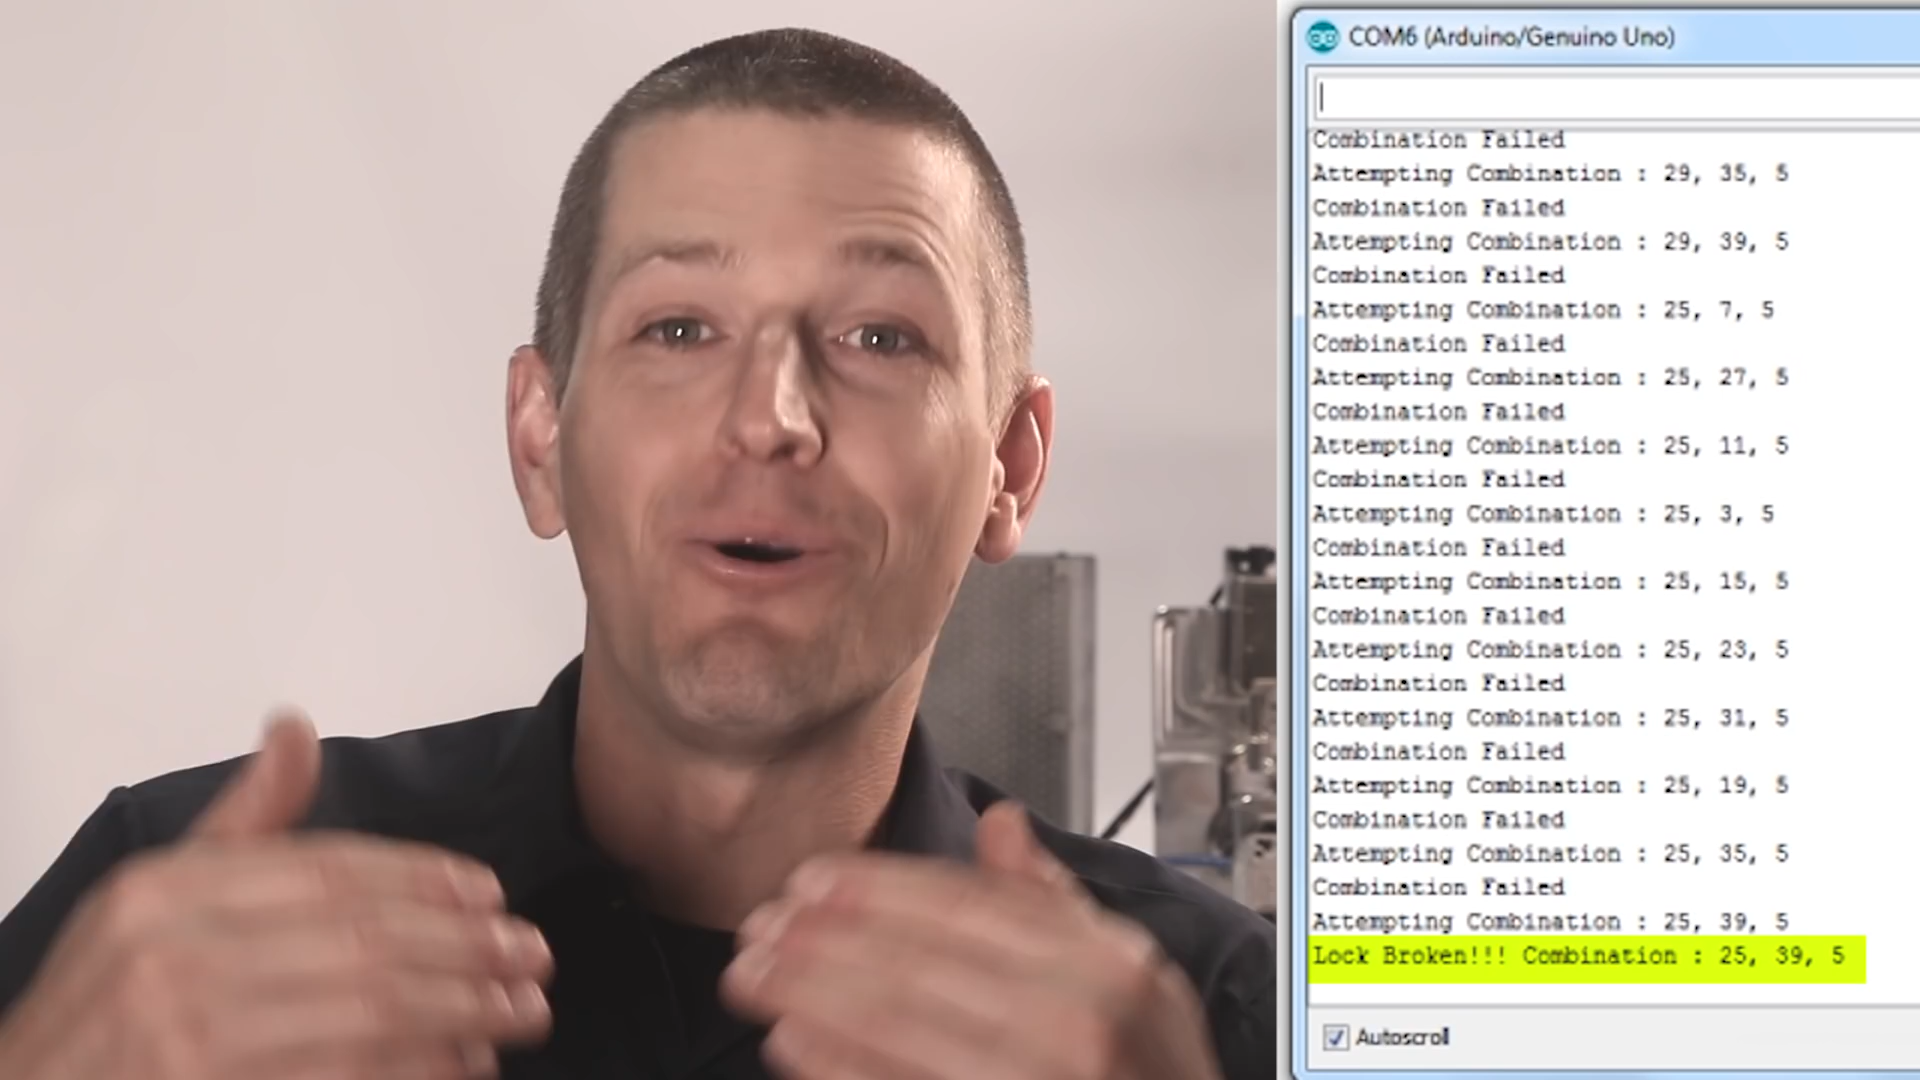 COM6 (Arduino/Genuino Uno)
Combination Failed
Attempting Combination : 29, 35, 5
Combination Failed
Attempting Combination : 29, 39, 5
Combination Failed
Attempting Combination : 25, 7, 5
Combination Failed
Attempting Combination : 25, 27, 5
Combination Failed
Attempting Combination : 25, 11, 5
Combination Failed
Attempting Combination : 25, 3, 5
Combination Failed
Attempting Combination : 25, 15, 5
Combination Failed
Attempting Combination : 25, 23, 5
Combination Failed
Attempting Combination : 25, 31, 5
Combination Failed
Attempting Combination : 25, 19, 5
Combination Failed
Attempting Combination : 25, 35, 5
Combination Failed
Attempting Combination : 25, 39, 5
Lock Broken!!! Combination : 25, 39, 5
Autoscroll